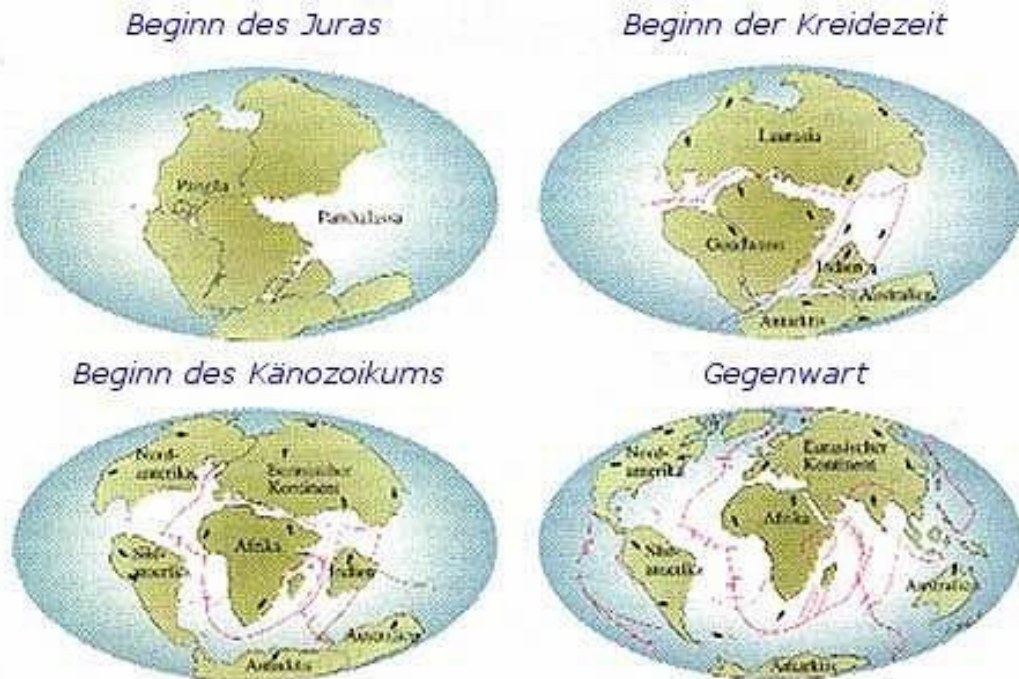 Beginn des Juras
Pangäa
Panthalassa
Beginn der Kreidezeit
Laurasia
Gondwana
Indien
Australien
Antarktis
Beginn des Känozoikums
Nord-
amerika
Eurasischer
Kontinent
Süd-
amerika
Afrika
Indien
Australien
Antarktis
Gegenwart
Nord-
amerika
Eurasischer
Kontinent
Afrika
Süd-
amerika
Australien
Antarktis